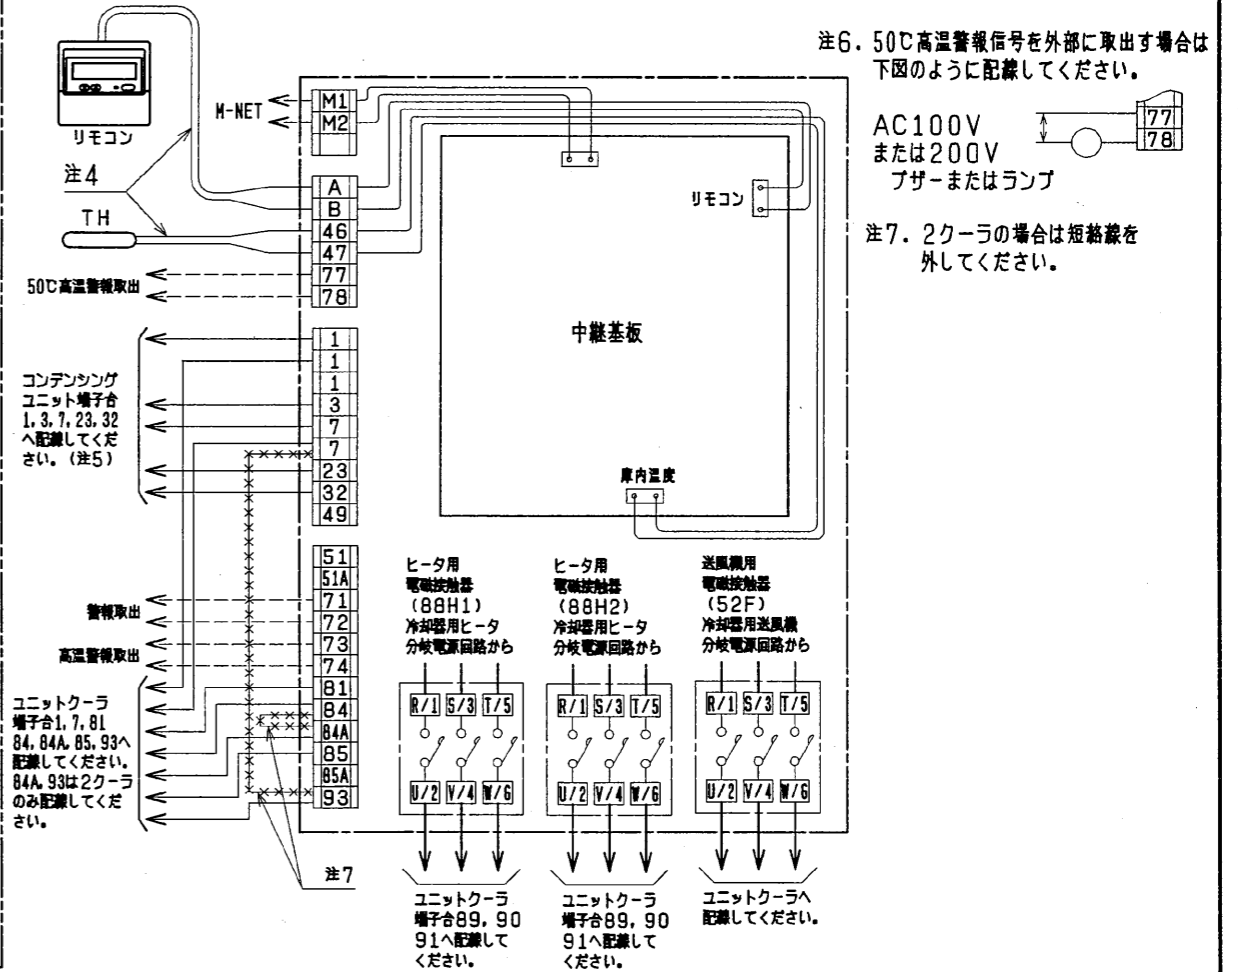 リモコン
注4
TH
M-NET
50℃高温警報取出
コンデンシング
ユニット端子台
1,3,7,23,32
へ配線してくだ
さい。(注5)
警報取出
高温警報取出
ユニットクーラ
端子台1,7,81
84,84A,85,93へ
配線してください。
84A,93は2クーラ
のみ配線してくだ
さい。
注7
M1
M2
A
B
46
47
77
78
1
1
1
3
7
7
23
32
49
51
51A
71
72
73
74
81
84
84A
85
85A
93
リモコン
中継基板
庫内温度
ヒータ用
電磁接触器
(88H1)
冷却器用ヒータ
分岐電源回路から
R/1 S/3 T/5
U/2 V/4 W/6
ユニットクーラ
端子台89,90
91へ配線して
ください。
ヒータ用
電磁接触器
(88H2)
冷却器用ヒータ
分岐電源回路から
R/1 S/3 T/5
U/2 V/4 W/6
ユニットクーラ
端子台89,90
91へ配線して
ください。
送風機用
電磁接触器
(52F)
冷却器用送風機
分岐電源回路から
R/1 S/3 T/5
U/2 V/4 W/6
ユニットクーラへ
配線してください。
注6.50℃高温警報信号を外部に取出す場合は
下図のように配線してください。
AC100V
または200V
ブザーまたはランプ
77
78
注7.2クーラの場合は短絡線を
外してください。